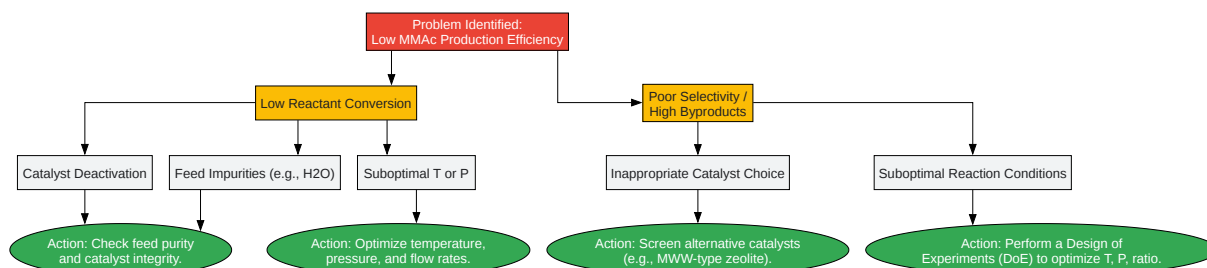 Problem Identified:
Low MMAc Production Efficiency
Low Reactant Conversion
Poor Selectivity /
High Byproducts
Catalyst Deactivation
Feed Impurities (e.g., H2O)
Suboptimal T or P
Inappropriate Catalyst Choice
Suboptimal Reaction Conditions
Action: Check feed purity
and catalyst integrity.
Action: Optimize temperature,
pressure, and flow rates.
Action: Screen alternative catalysts
(e.g., MWW-type zeolite).
Action: Perform a Design of
Experiments (DoE) to optimize T, P, ratio.